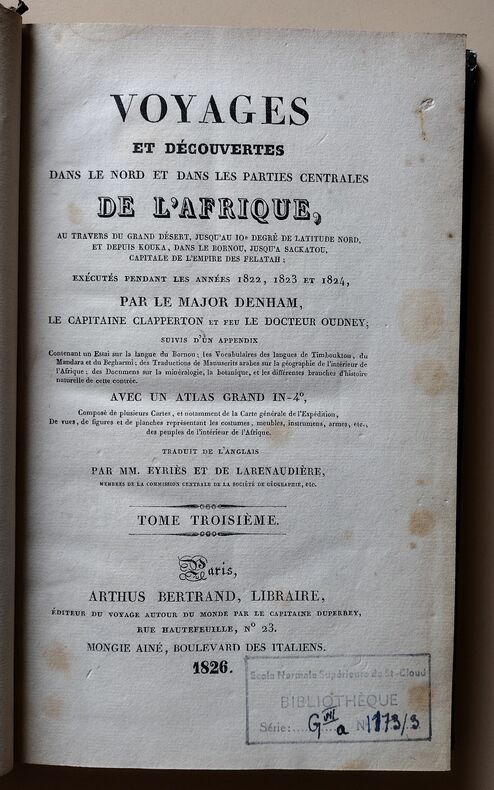 VOYAGES
ET DÉCOUVERTES
DANS LE NORD ET DANS LES PARTIES CENTRALES
DE L'AFRIQUE,
AU TRAVERS DU GRAND DÉSERT, JUSQU'AU 10e DEGRÉ DE LATITUDE NORD,
ET DEPUIS KOUKA, DANS LE BORNOU, JUSQU'A SACKATOU,
CAPITALE DE L'EMPIRE DES FELATAH;
EXÉCUTÉS PENDANT LES ANNÉES 1822, 1823 ET 1824,
PAR LE MAJOR DENHAM,
LE CAPITAINE CLAPPERTON ET FEU LE DOCTEUR OUDNEY;
SUIVIS D'UN APPENDIX
Contenant un Essai sur la langue du Bornou; les Vocabulaires des langues de Timbouktou, du
Mandara et du Begharmi; des Traductions de Manuscrits arabes sur la géographie de l'intérieur de
l'Afrique; des Documens sur la minéralogie, la botanique, et les différentes branches d'histoire
naturelle de cette contrée.
AVEC UN ATLAS GRAND IN-4º,
Composé de plusieurs Cartes, et notamment de la Carte générale de l'Expédition,
De vues, de figures et de planches représentant les costumes, meubles, instrumens, armes, etc.,
des peuples de l'intérieur de l'Afrique.
TRADUIT DE L'ANGLAIS
PAR MM. EYRIÈS ET DE LARENAUDIÈRE,
MEMBRES DE LA COMMISSION CENTRALE DE LA SOCIÉTÉ DE GÉOGRAPHIE, ETC.
TOME TROISIÈME.
Paris,
ARTHUS BERTRAND, LIBRAIRE,
ÉDITEUR DU VOYAGE AUTOUR DU MONDE PAR LE CAPITAINE DUPERREY,
RUE HAUTEFEUILLE, Nº 23.
MONGIE AINÉ, BOULEVARD DES ITALIENS.
1826.
Ecole Normale Supérieure de St-Cloud
BIBLIOTHÈQUE
Série: G VII a N 1173/3